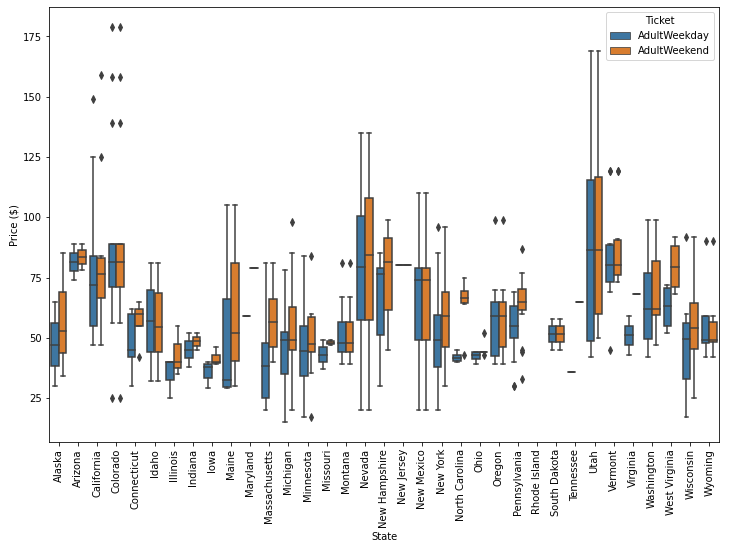 Ticket
AdultWeekday
AdultWeekend
175
150
125
100
75
50
25
Price ($)
Alaska
Arizona
California
Colorado
Connecticut
Idaho
Illinois
Indiana
Iowa
Maine
Maryland
Massachusetts
Michigan
Minnesota
Missouri
Montana
Nevada
New Hampshire
New Jersey
New Mexico
New York
North Carolina
Ohio
Oregon
Pennsylvania
Rhode Island
South Dakota
Tennessee
Utah
Vermont
Virginia
Washington
West Virginia
Wisconsin
Wyoming
State